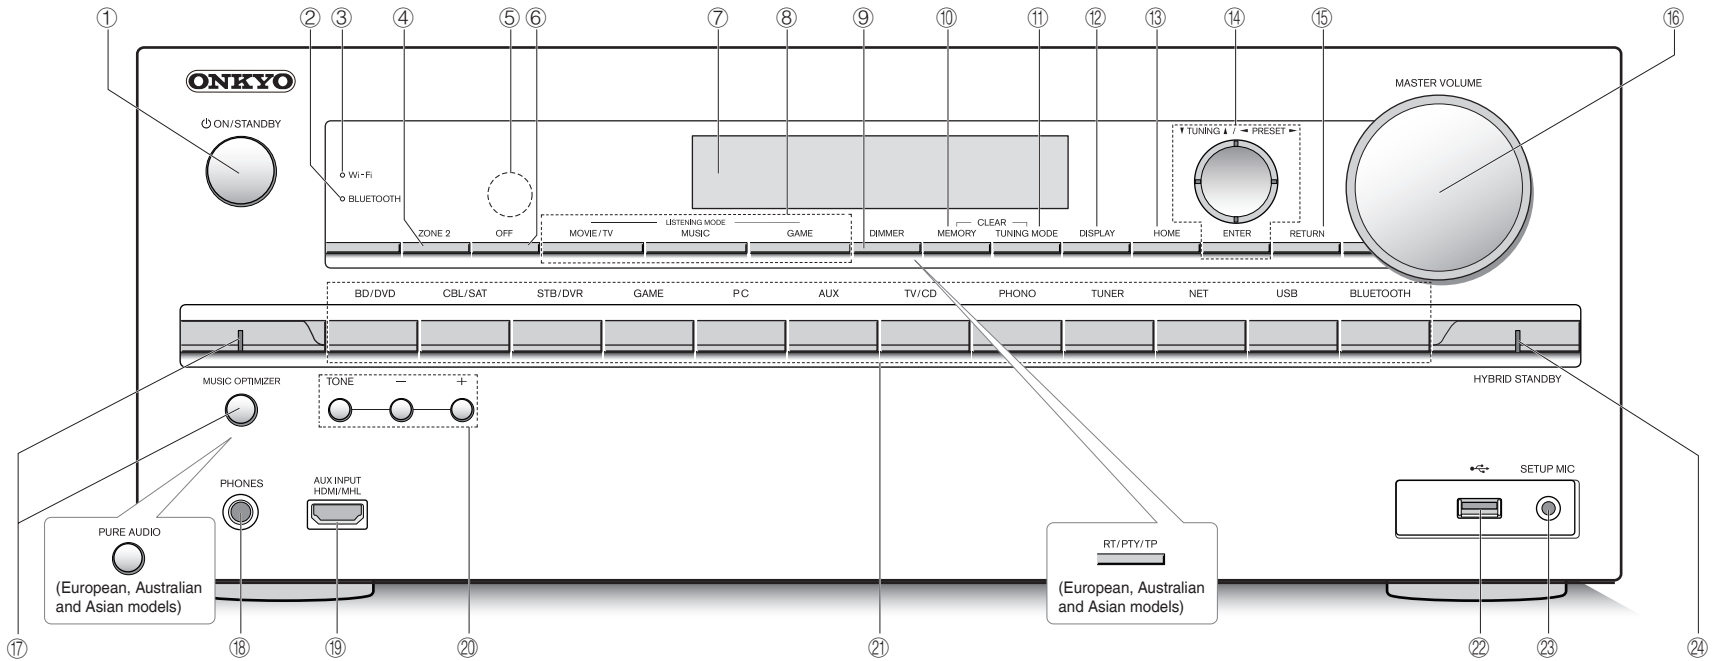 ① ② ③ ④ ⑤ ⑥ ⑦ ⑧ ⑨ ⑩ ⑪ ⑫ ⑬ ⑭ ⑮ ⑯
ONKYO
MASTER VOLUME
⏻ ON/STANDBY
▼ TUNING ▲ / ◄ PRESET ►
Wi-Fi
BLUETOOTH
LISTENING MODE
CLEAR
ZONE 2 OFF MOVIE/TV MUSIC GAME DIMMER MEMORY TUNING MODE DISPLAY HOME ENTER RETURN
BD/DVD CBL/SAT STB/DVR GAME PC AUX TV/CD PHONO TUNER NET USB BLUETOOTH
MUSIC OPTIMIZER
TONE — +
HYBRID STANDBY
PHONES
AUX INPUT
HDMI/MHL
SETUP MIC
PURE AUDIO
(European, Australian
and Asian models)
RT/PTY/TP
(European, Australian
and Asian models)
⑰ ⑱ ⑲ ⑳ ㉑ ㉒ ㉓ ㉔